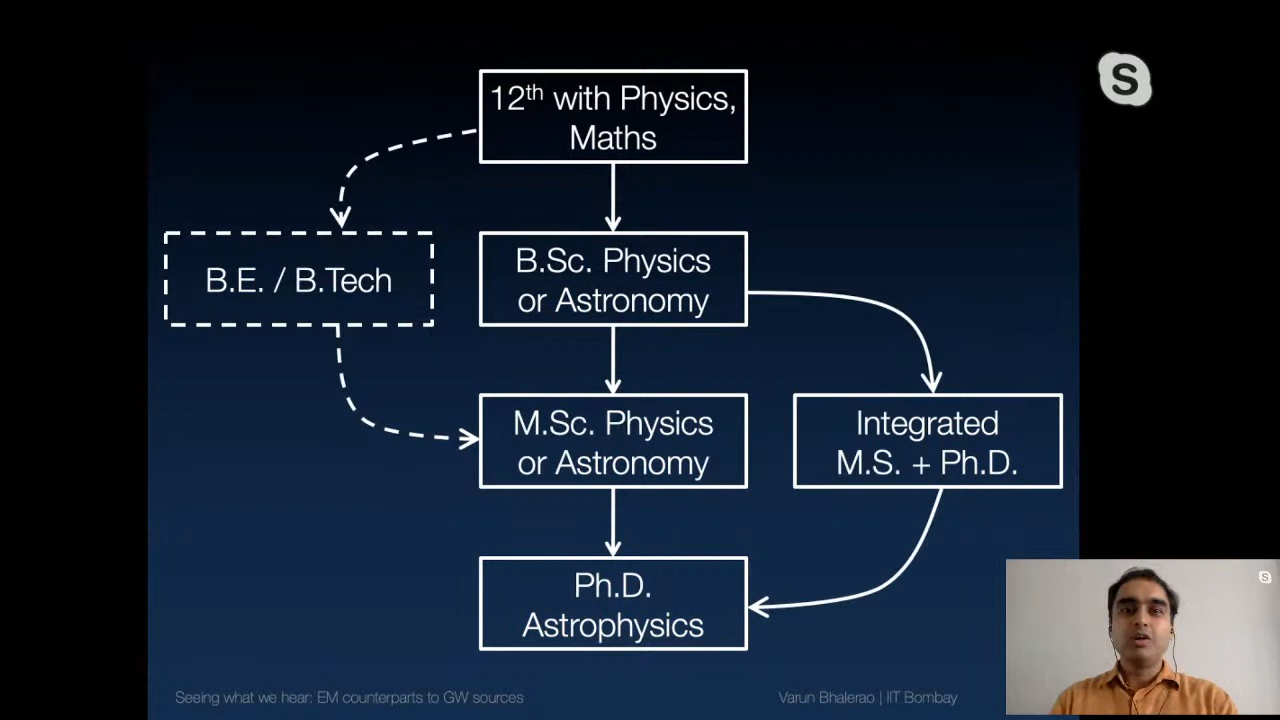 12th with Physics,
Maths
B.E. / B.Tech
B.Sc. Physics
or Astronomy
M.Sc. Physics
or Astronomy
Integrated
M.S. + Ph.D.
Ph.D.
Astrophysics
Seeing what we hear: EM counterparts to GW sources
Varun Bhalerao | IIT Bombay
S
S